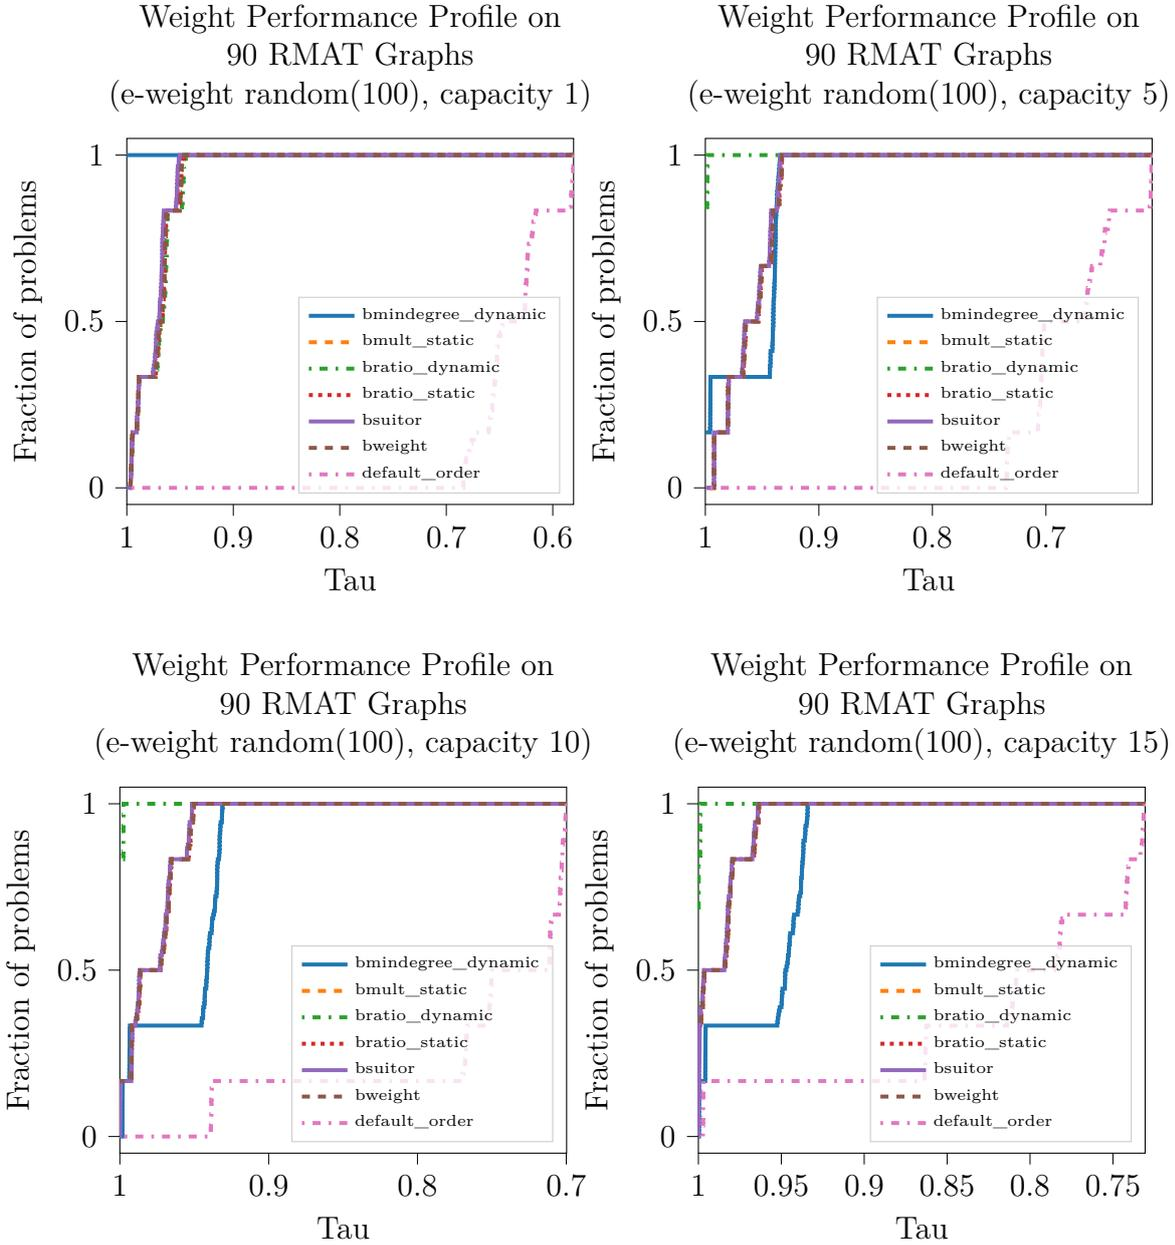 Weight Performance Profile on
90 RMAT Graphs
(e-weight random(100), capacity 1)
Fraction of problems
1
0.5
0
bmindegree_dynamic
bmult_static
bratio_dynamic
bratio_static
bsuitor
bweight
default_order
1 0.9 0.8 0.7 0.6
Tau
Weight Performance Profile on
90 RMAT Graphs
(e-weight random(100), capacity 5)
Fraction of problems
1
0.5
0
bmindegree_dynamic
bmult_static
bratio_dynamic
bratio_static
bsuitor
bweight
default_order
1 0.9 0.8 0.7
Tau
Weight Performance Profile on
90 RMAT Graphs
(e-weight random(100), capacity 10)
Fraction of problems
1
0.5
0
bmindegree_dynamic
bmult_static
bratio_dynamic
bratio_static
bsuitor
bweight
default_order
1 0.9 0.8 0.7
Tau
Weight Performance Profile on
90 RMAT Graphs
(e-weight random(100), capacity 15)
Fraction of problems
1
0.5
0
bmindegree_dynamic
bmult_static
bratio_dynamic
bratio_static
bsuitor
bweight
default_order
1 0.95 0.9 0.85 0.8 0.75
Tau